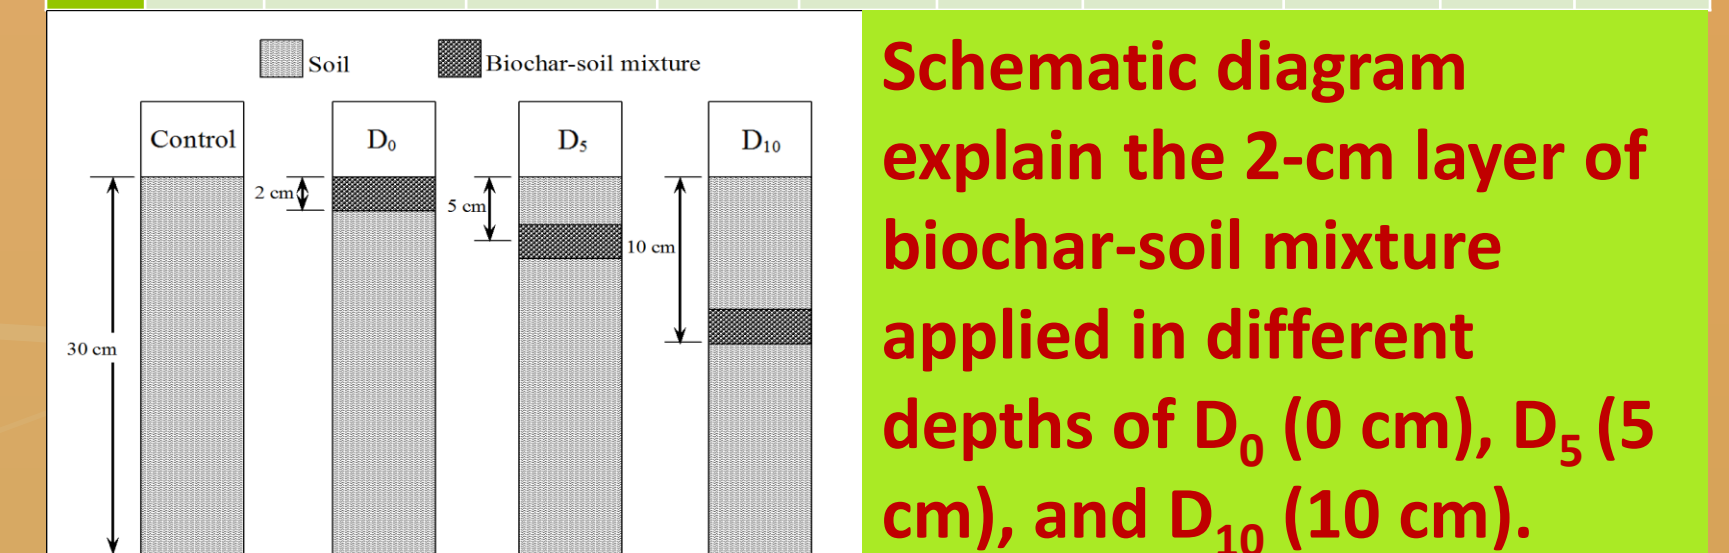 Soil
Biochar-soil mixture
Control
D₀
D₅
D₁₀
2 cm
5 cm
10 cm
30 cm
Schematic diagram
explain the 2-cm layer of
biochar-soil mixture
applied in different
depths of D₀ (0 cm), D₅ (5
cm), and D₁₀ (10 cm).